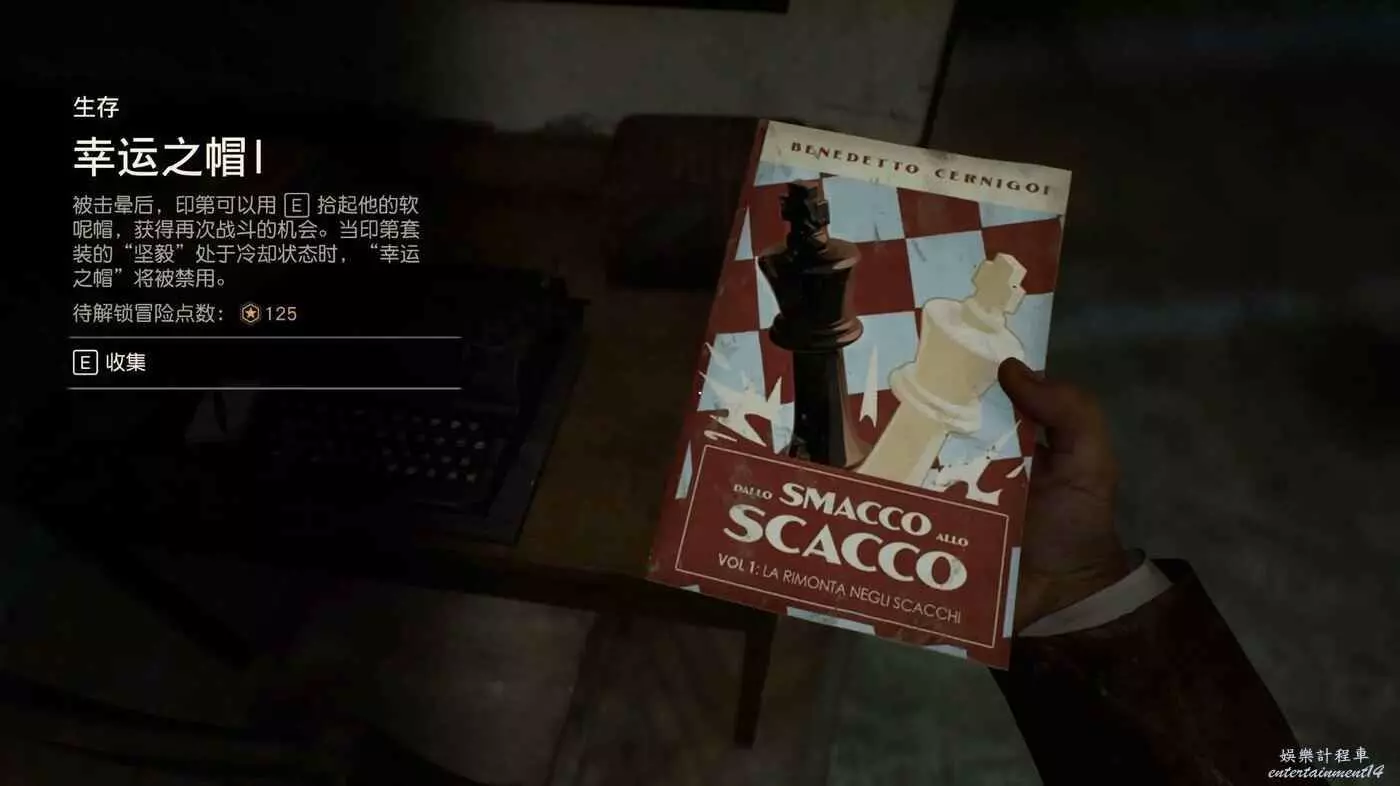 生存
幸运之帽I
被击晕后，印第可以用 E 拾起他的软
呢帽，获得再次战斗的机会。当印第套
装的“坚毅”处于冷却状态时，“幸运
之帽”将被禁用。
待解锁冒险点数： 125
E 收集
BENEDETTO CERNIGOI
DALLO SMACCO ALLO
SCACCO
VOL 1: LA RIMONTA NEGLI SCACCHI
娛樂計程車
entertainment14